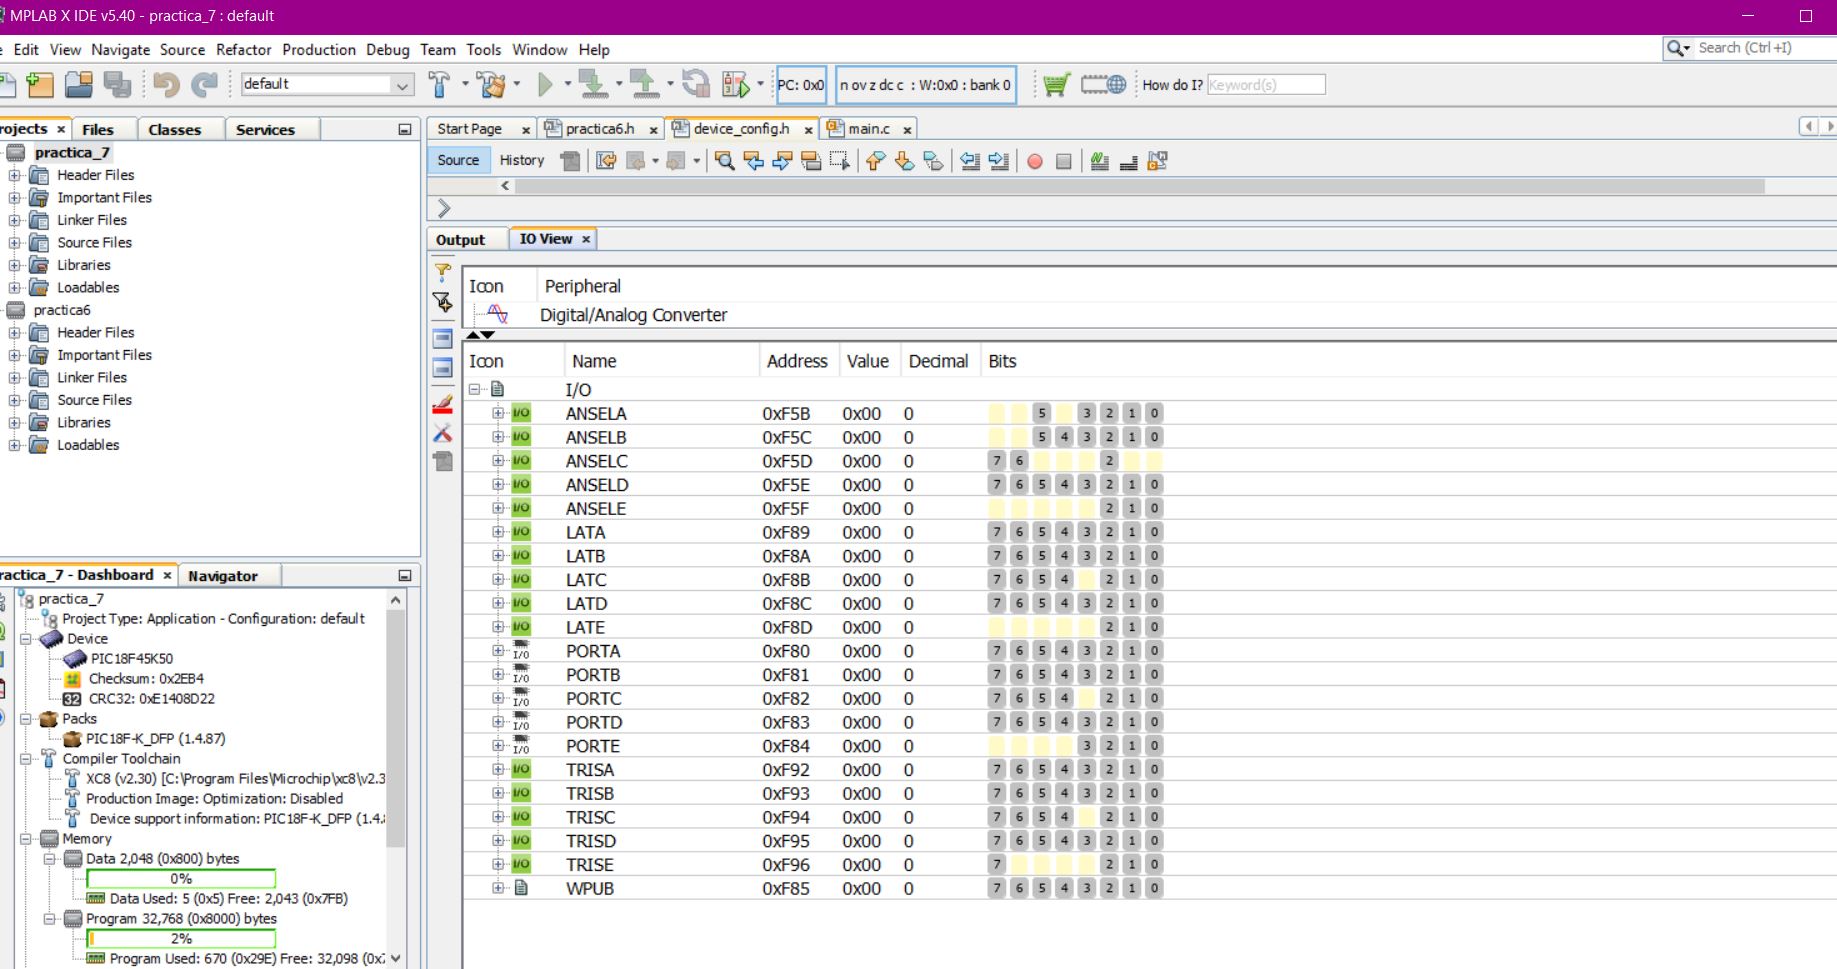 MPLAB X IDE v5.40 - practica_7 : default
Edit View Navigate Source Refactor Production Debug Team Tools Window Help
Search (Ctrl+I)
default
PC: 0x0
n ov z dc c : W:0x0 : bank 0
How do I? Keyword(s)
rojects × Files Classes Services
practica_7
Header Files
Important Files
Linker Files
Source Files
Libraries
Loadables
practica6
Header Files
Important Files
Linker Files
Source Files
Libraries
Loadables
ractica_7 - Dashboard × Navigator
practica_7
Project Type: Application - Configuration: default
Device
PIC18F45K50
Checksum: 0x2EB4
32 CRC32: 0xE1408D22
Packs
PIC18F-K_DFP (1.4.87)
Compiler Toolchain
XC8 (v2.30) [C:\Program Files\Microchip\xc8\v2.3
Production Image: Optimization: Disabled
Device support information: PIC18F-K_DFP (1.4.
Memory
Data 2,048 (0x800) bytes
0%
Data Used: 5 (0x5) Free: 2,043 (0x7FB)
Program 32,768 (0x8000) bytes
2%
Program Used: 670 (0x29E) Free: 32,098 (0x7
Start Page × practica6.h × device_config.h × main.c ×
Source History
Output IO View ×
Icon Peripheral
Digital/Analog Converter
Icon Name Address Value Decimal Bits
I/O
I/O ANSELA 0xF5B 0x00 0 5 3 2 1 0
I/O ANSELB 0xF5C 0x00 0 5 4 3 2 1 0
I/O ANSELC 0xF5D 0x00 0 7 6 2
I/O ANSELD 0xF5E 0x00 0 7 6 5 4 3 2 1 0
I/O ANSELE 0xF5F 0x00 0 2 1 0
I/O LATA 0xF89 0x00 0 7 6 5 4 3 2 1 0
I/O LATB 0xF8A 0x00 0 7 6 5 4 3 2 1 0
I/O LATC 0xF8B 0x00 0 7 6 5 4 2 1 0
I/O LATD 0xF8C 0x00 0 7 6 5 4 3 2 1 0
I/O LATE 0xF8D 0x00 0 2 1 0
I/O PORTA 0xF80 0x00 0 7 6 5 4 3 2 1 0
I/O PORTB 0xF81 0x00 0 7 6 5 4 3 2 1 0
I/O PORTC 0xF82 0x00 0 7 6 5 4 2 1 0
I/O PORTD 0xF83 0x00 0 7 6 5 4 3 2 1 0
I/O PORTE 0xF84 0x00 0 3 2 1 0
I/O TRISA 0xF92 0x00 0 7 6 5 4 3 2 1 0
I/O TRISB 0xF93 0x00 0 7 6 5 4 3 2 1 0
I/O TRISC 0xF94 0x00 0 7 6 5 4 2 1 0
I/O TRISD 0xF95 0x00 0 7 6 5 4 3 2 1 0
I/O TRISE 0xF96 0x00 0 7 2 1 0
WPUB 0xF85 0x00 0 7 6 5 4 3 2 1 0